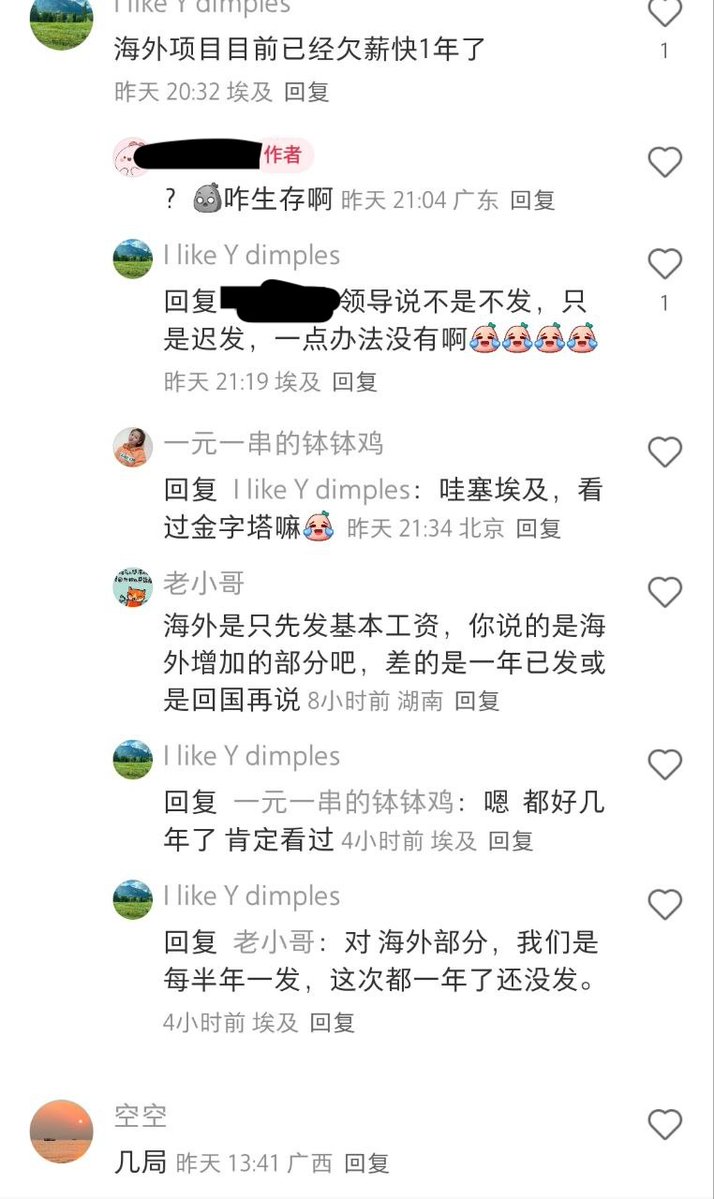 I like Y dimples
海外项目目前已经欠薪快1年了
1
昨天 20:32 埃及 回复
作者
? 咋生存啊 昨天 21:04 广东 回复
I like Y dimples
回复 领导说不是不发，只
是迟发，一点办法没有啊
1
昨天 21:19 埃及 回复
一元一串的钵钵鸡
回复 I like Y dimples：哇塞埃及，看
过金字塔嘛 昨天 21:34 北京 回复
老小哥
海外是只先发基本工资，你说的是海
外增加的部分吧，差的是一年已发或
是回国再说 8小时前 湖南 回复
I like Y dimples
回复 一元一串的钵钵鸡：嗯 都好几
年了 肯定看过 4小时前 埃及 回复
I like Y dimples
回复 老小哥：对 海外部分，我们是
每半年一发，这次都一年了还没发。
4小时前 埃及 回复
空空
几局 昨天 13:41 广西 回复